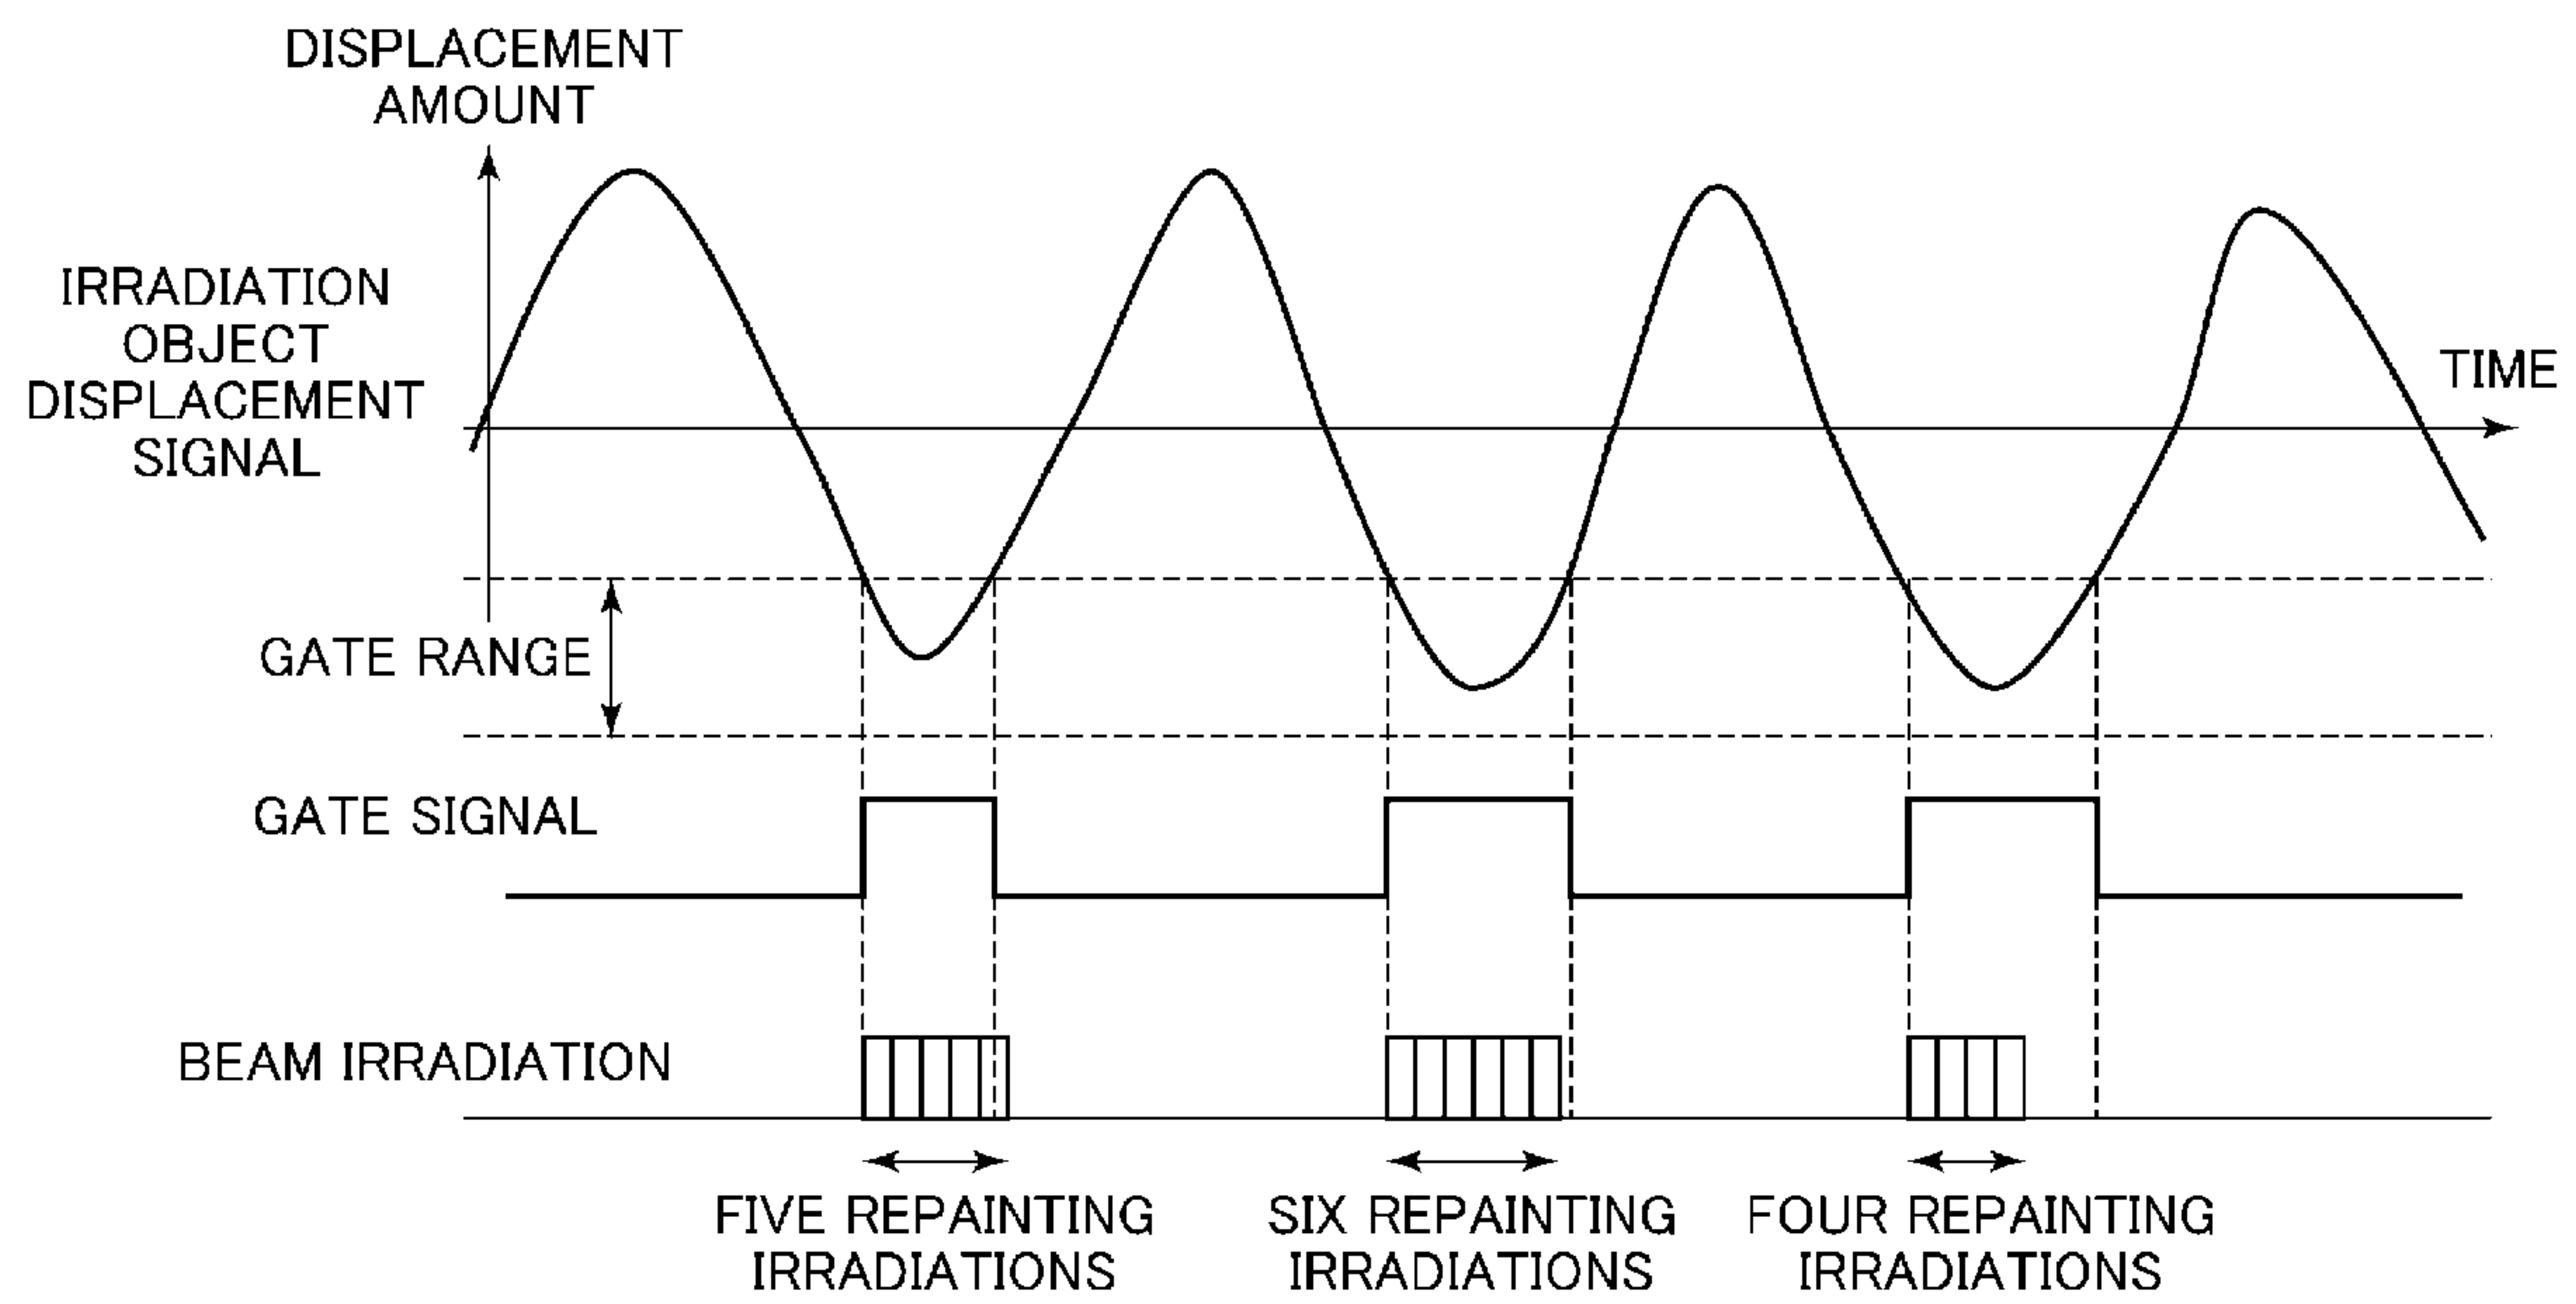 DISPLACEMENT
AMOUNT
IRRADIATION
OBJECT
DISPLACEMENT
SIGNAL
TIME
GATE RANGE
GATE SIGNAL
BEAM IRRADIATION
FIVE REPAINTING
IRRADIATIONS
SIX REPAINTING
IRRADIATIONS
FOUR REPAINTING
IRRADIATIONS